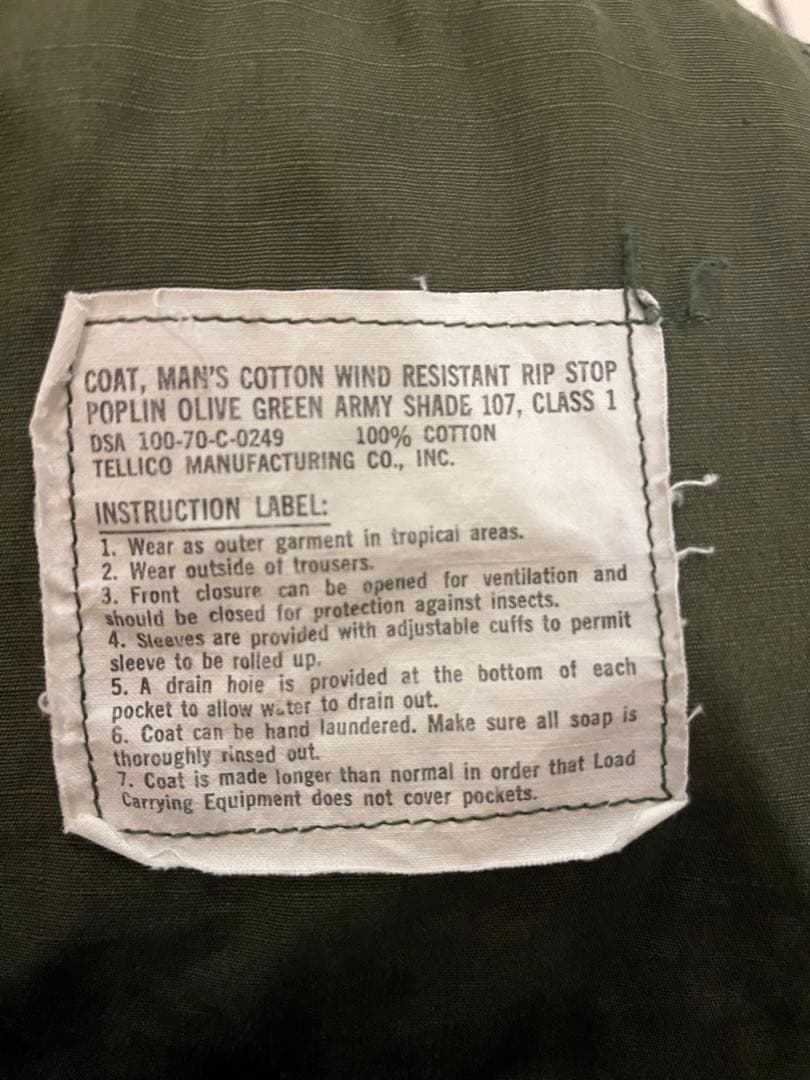 COAT, MAN'S COTTON WIND RESISTANT RIP STOP
POPLIN OLIVE GREEN ARMY SHADE 107, CLASS 1
DSA 100-70-C-0249 100% COTTON
TELLICO MANUFACTURING CO., INC.
INSTRUCTION LABEL:
1. Wear as outer garment in tropical areas.
2. Wear outside of trousers.
3. Front closure can be opened for ventilation and
should be closed for protection against insects.
4. Sleeves are provided with adjustable cuffs to permit
sleeve to be rolled up.
5. A drain hole is provided at the bottom of each
pocket to allow water to drain out.
6. Coat can be hand laundered. Make sure all soap is
thoroughly rinsed out.
7. Coat is made longer than normal in order that Load
Carrying Equipment does not cover pockets.